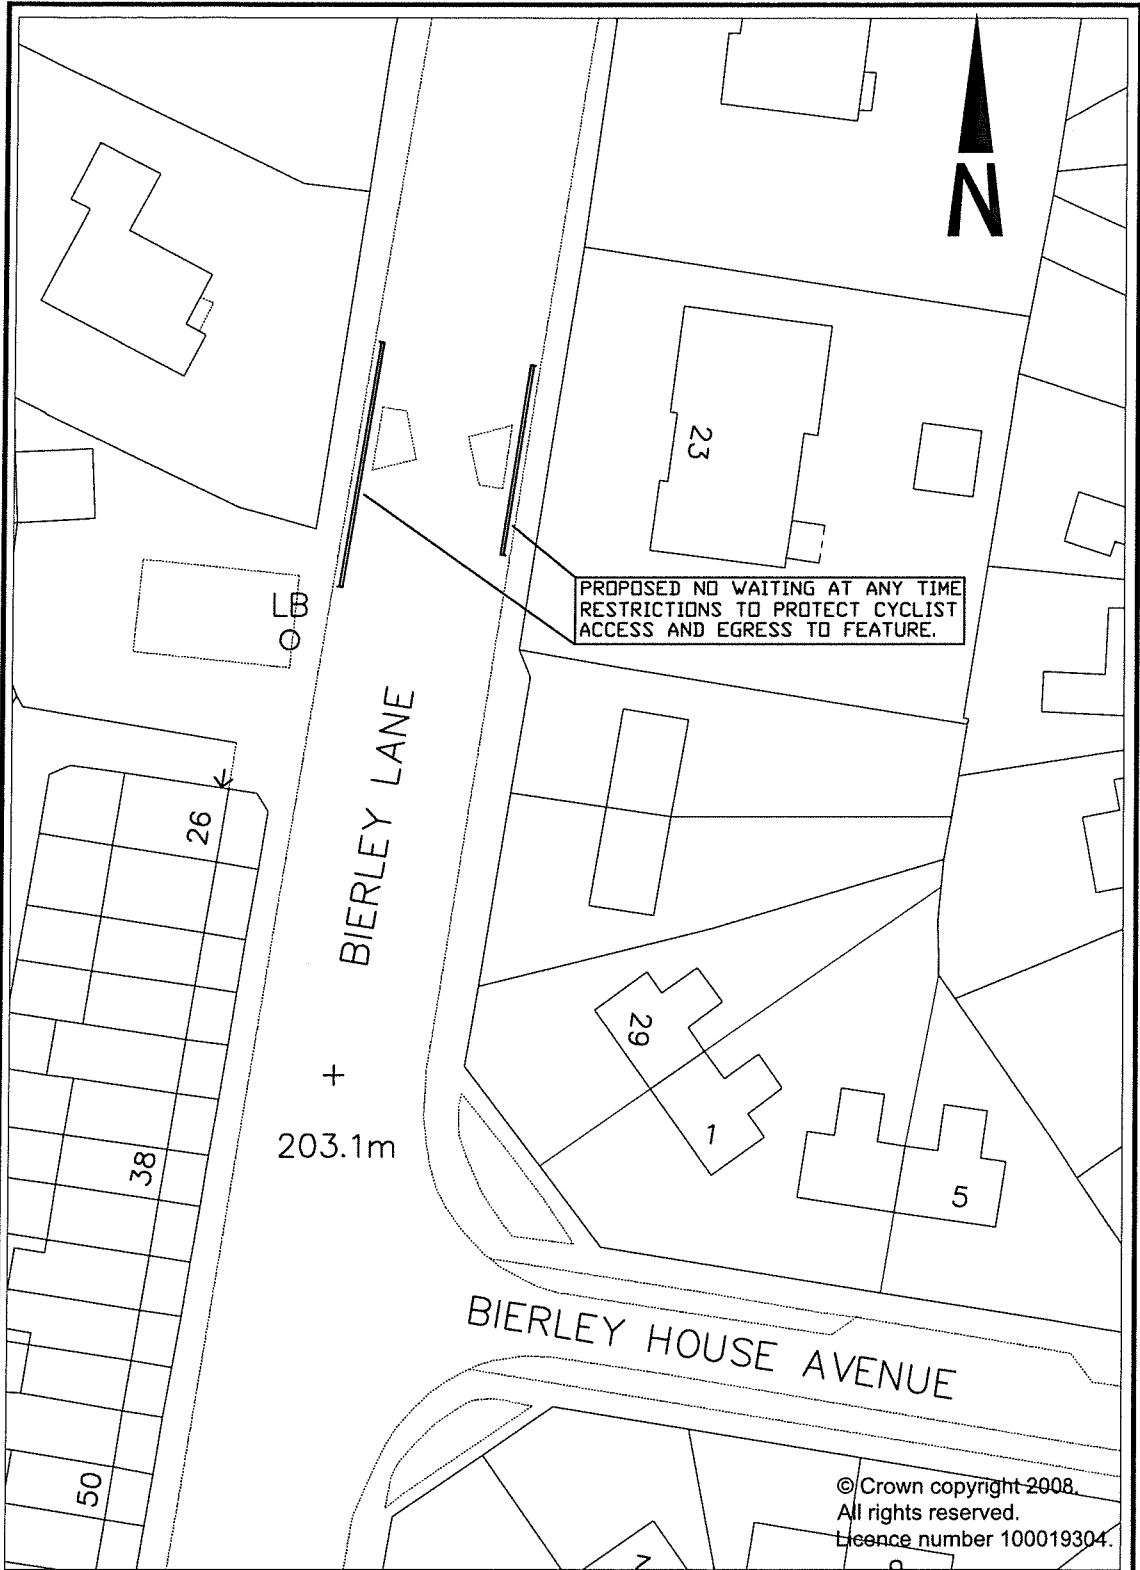 N
23
PROPOSED NO WAITING AT ANY TIME
RESTRICTIONS TO PROTECT CYCLIST
ACCESS AND EGRESS TO FEATURE.
LB
BIERLEY LANE
26
29
1
203.1m
38
5
BIERLEY HOUSE AVENUE
50
© Crown copyright 2008.
All rights reserved.
Licence number 100019304.
7